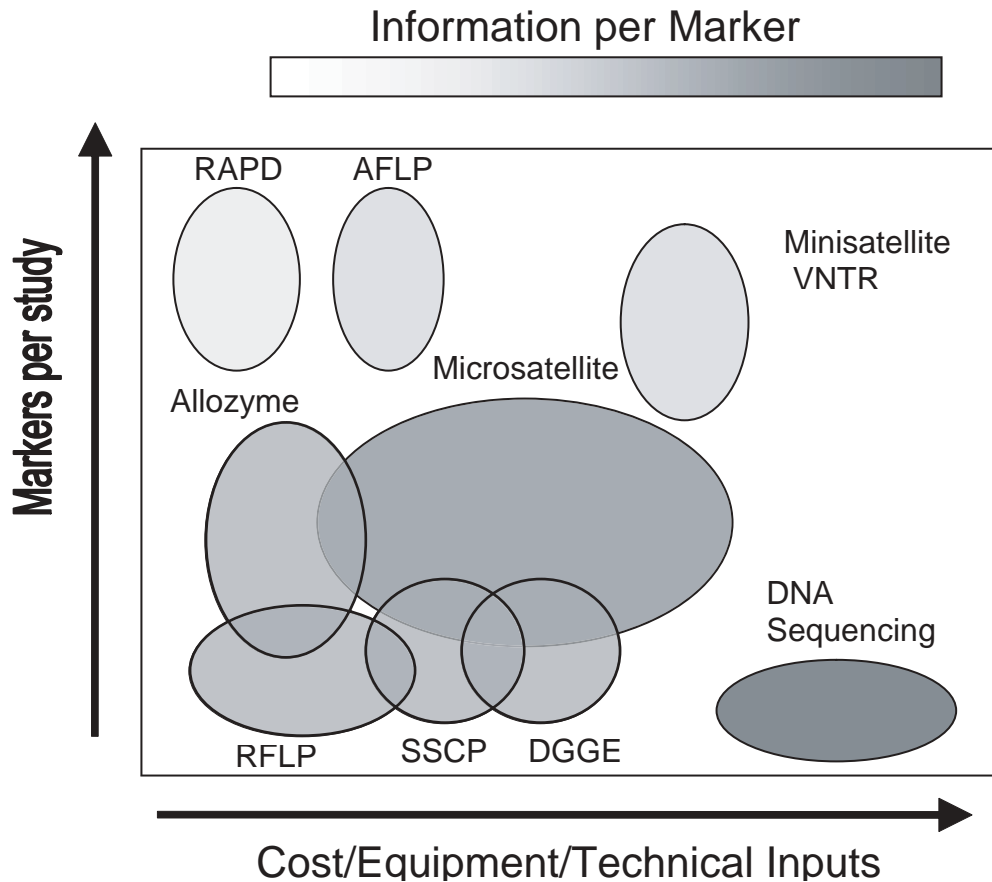 Information per Marker
RAPD
AFLP
Minisatellite
VNTR
Microsatellite
Allozyme
Markers per study
DNA
Sequencing
RFLP
SSCP
DGGE
Cost/Equipment/Technical Inputs